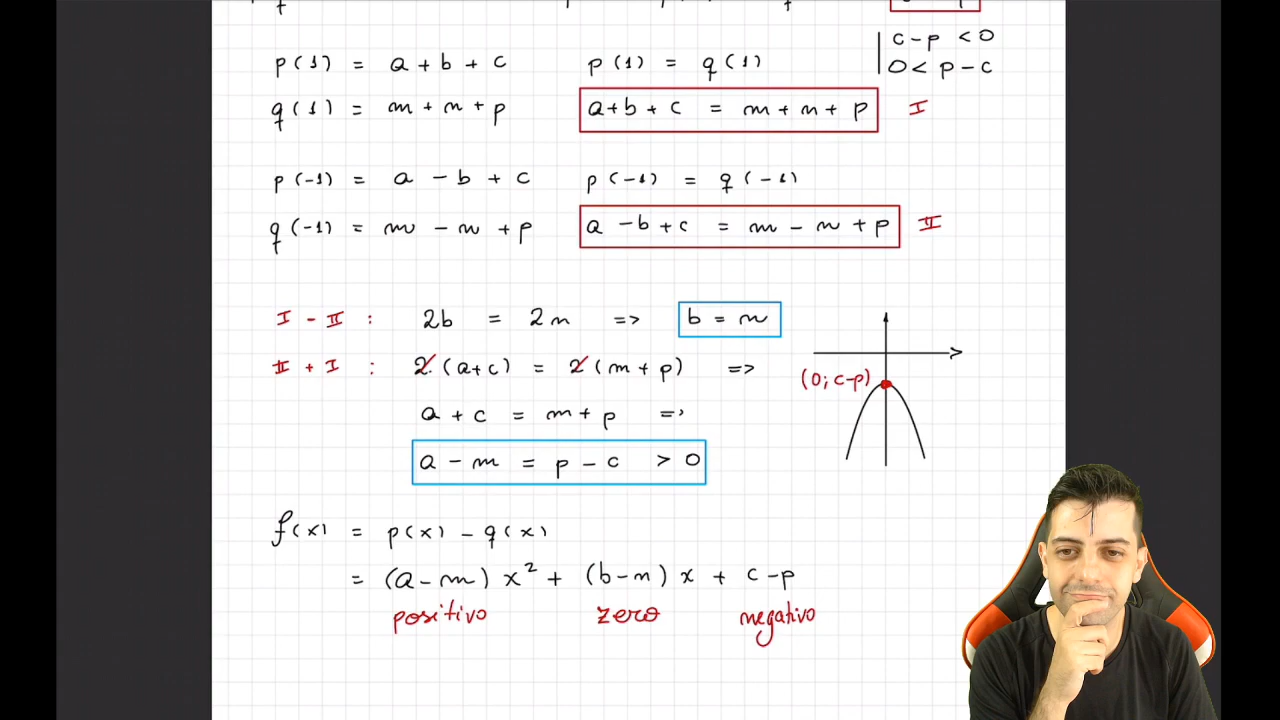 c-p < 0
0 < p-c
p(1) = a+b+c
p(1) = q(1)
q(1) = m+n+p
a+b+c = m+n+p I
p(-1) = a-b+c
p(-1) = q(-1)
q(-1) = m-n+p
a-b+c = m-n+p II
I - II : 2b = 2n => b = n
II + I : 2.(a+c) = 2(m+p) =>
(0; c-p)
a+c = m+p =>
a-m = p-c > 0
f(x) = p(x) - q(x)
= (a-m)x² + (b-n)x + c-p
positivo zero negativo